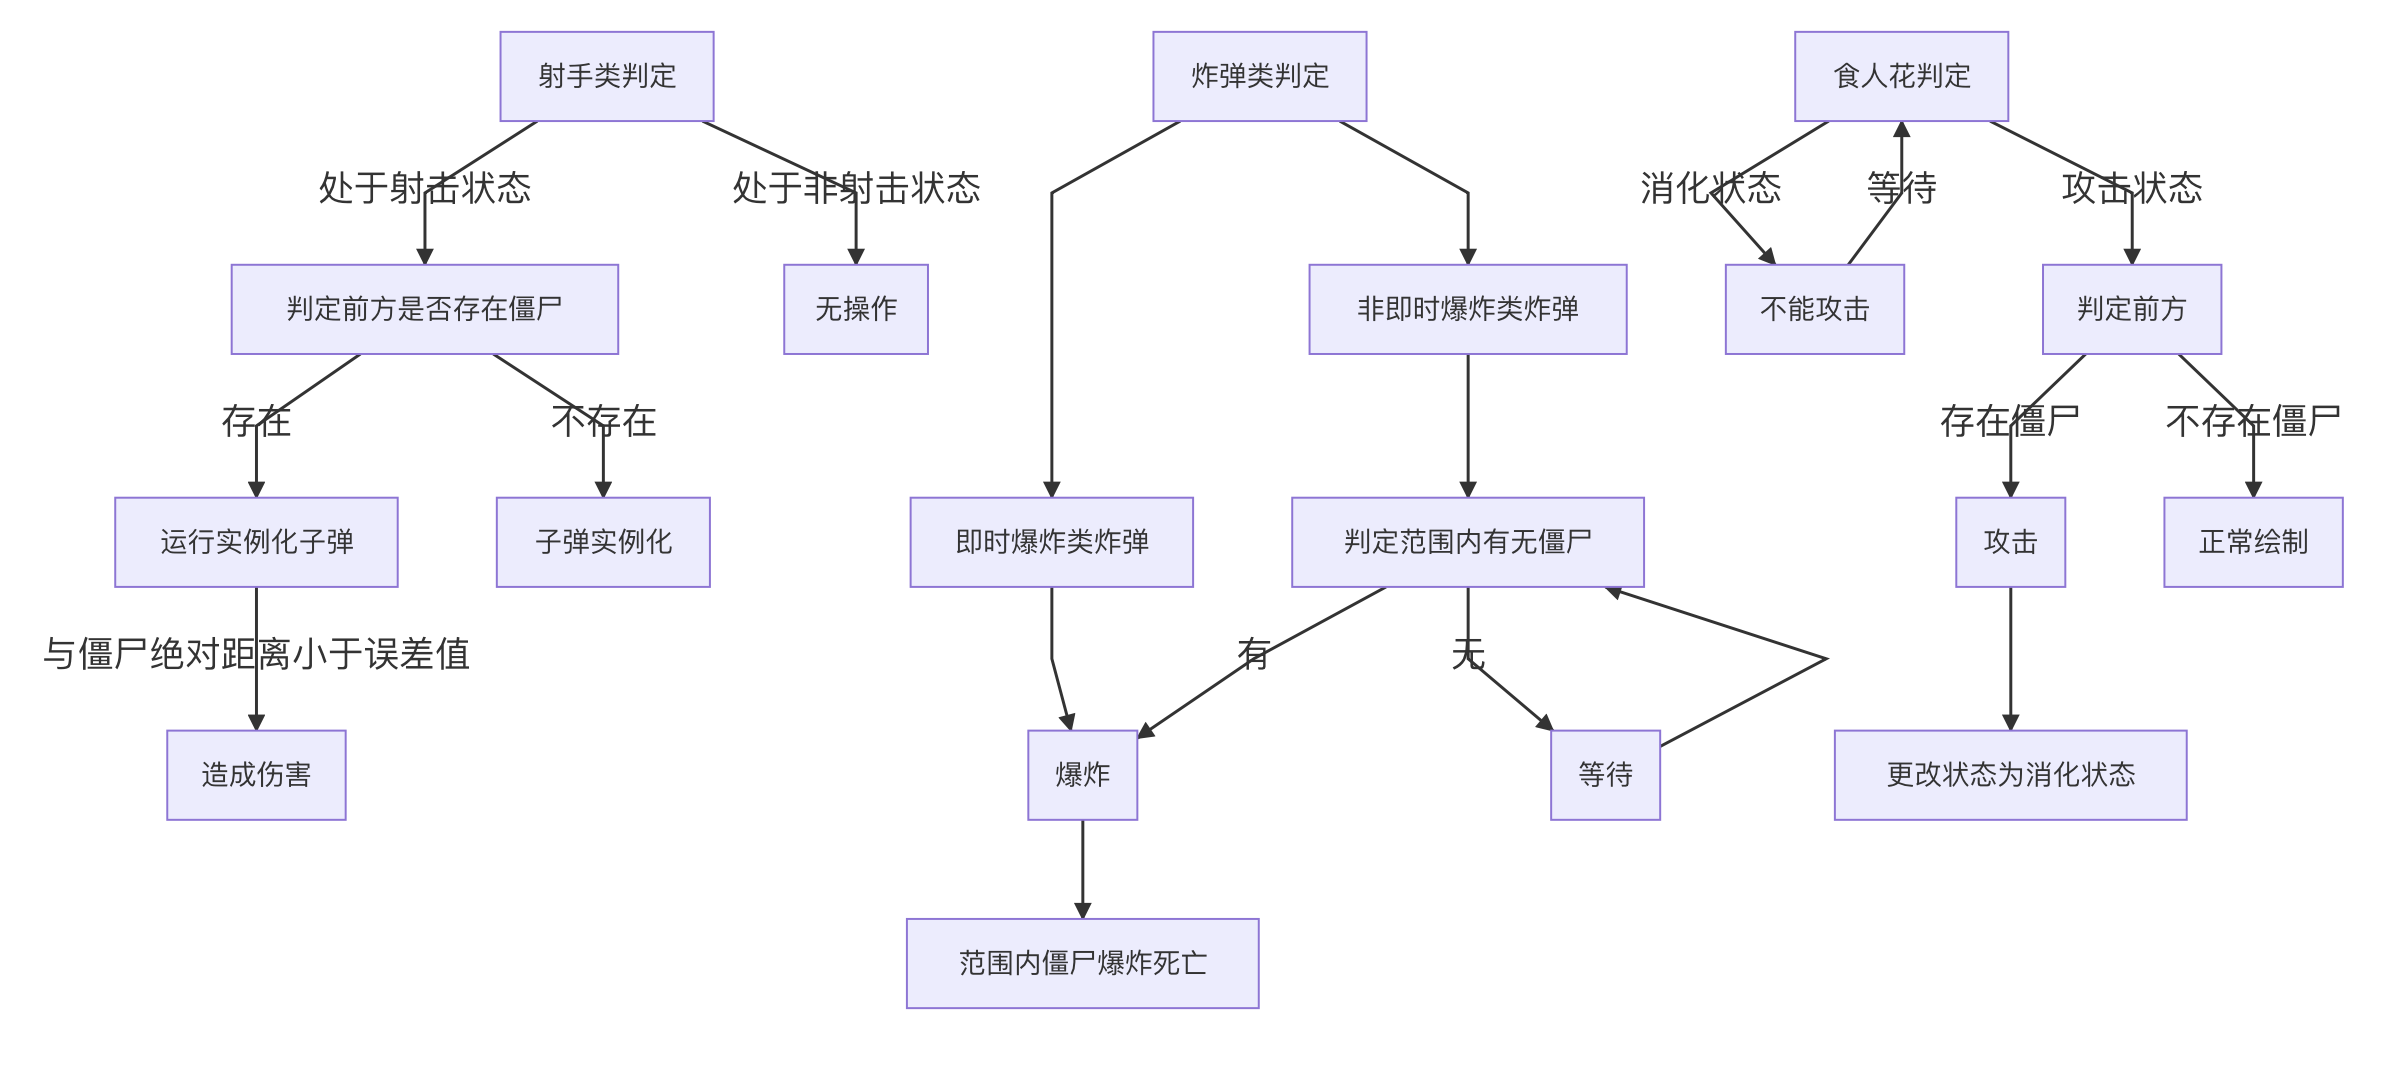 射手类判定
炸弹类判定
食人花判定
处于射击状态
处于非射击状态
消化状态
等待
攻击状态
判定前方是否存在僵尸
无操作
非即时爆炸类炸弹
不能攻击
判定前方
存在
不存在
存在僵尸
不存在僵尸
运行实例化子弹
子弹实例化
即时爆炸类炸弹
判定范围内有无僵尸
攻击
正常绘制
与僵尸绝对距离小于误差值
有
无
造成伤害
爆炸
等待
更改状态为消化状态
范围内僵尸爆炸死亡